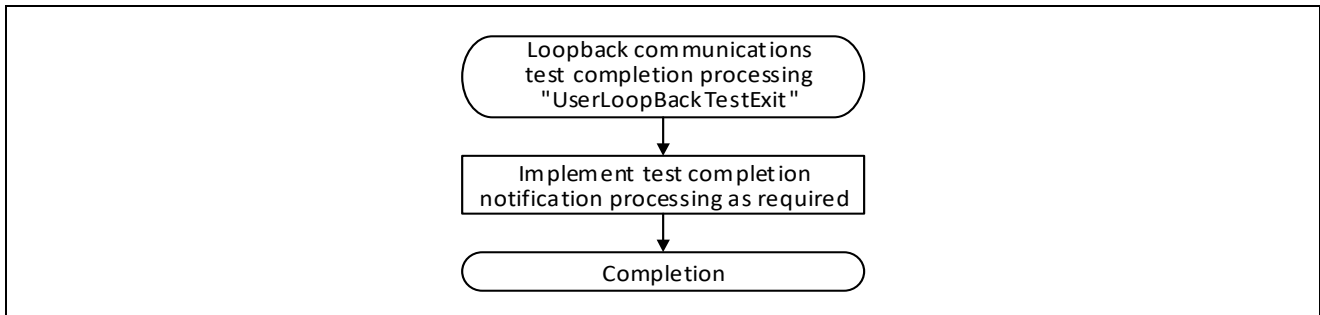 Loopback communications
test completion processing
"UserLoopBackTestExit"
Implement test completion
notification processing as required
Completion